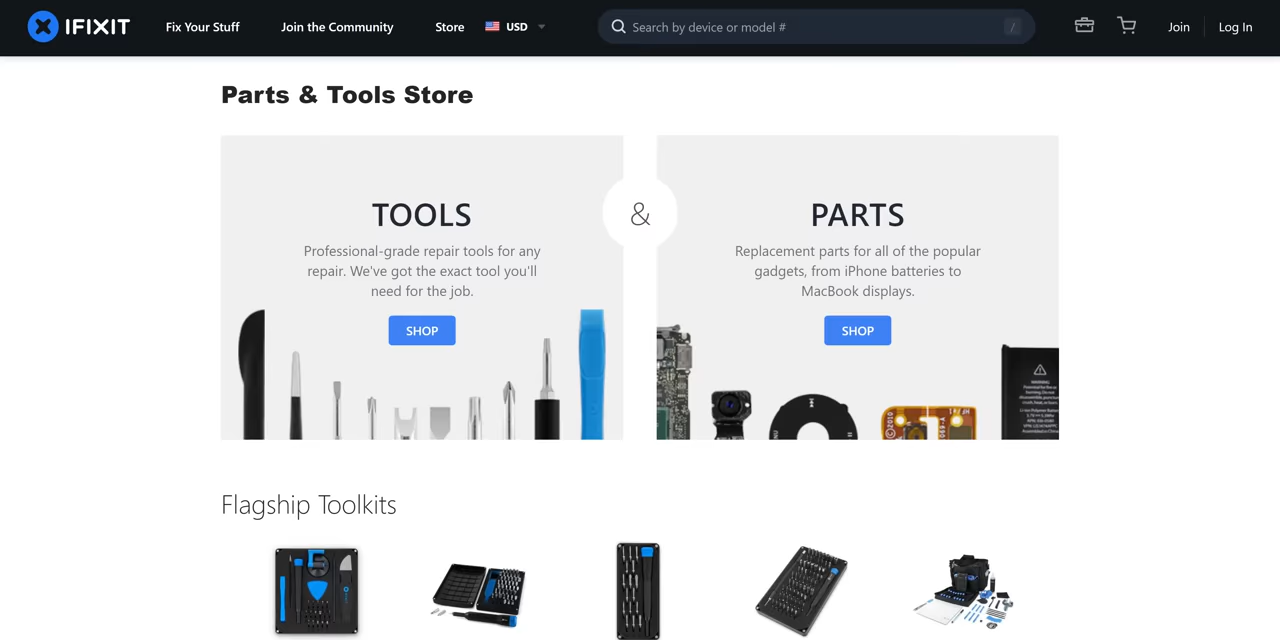 IFIXIT
Fix Your Stuff
Join the Community
Store
USD
Search by device or model #
/
Join
Log In
Parts & Tools Store
TOOLS
Professional-grade repair tools for any
repair. We've got the exact tool you'll
need for the job.
SHOP
&
PARTS
Replacement parts for all of the popular
gadgets, from iPhone batteries to
MacBook displays.
SHOP
WARNING
Flagship Toolkits